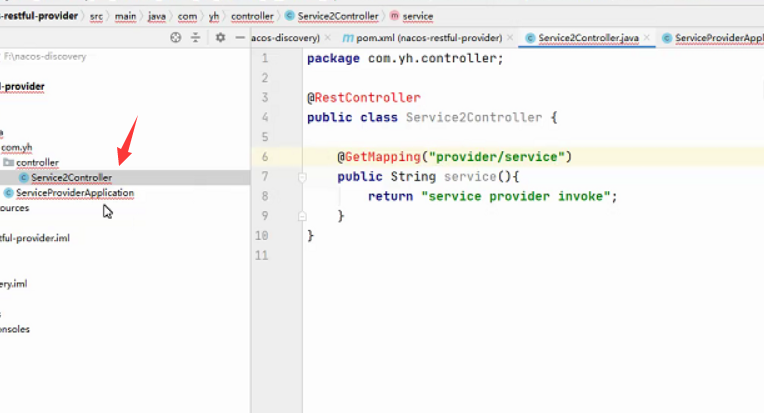 s-restful-provider > src > main > java > com > yh > controller > Service2Controller > service
acos-discovery) × pom.xml (nacos-restful-provider) × Service2Controller.java × ServiceProviderAppl
F:\nacos-discovery
l-provider
a
com.yh
controller
Service2Controller
ServiceProviderApplication
ources
tful-provider.iml
ery.iml
s
onsoles
1 package com.yh.controller;
2
3 @RestController
4 public class Service2Controller {
5
6 @GetMapping("provider/service")
7 public String service(){
8 return "service provider invoke";
9 }
10 }
11